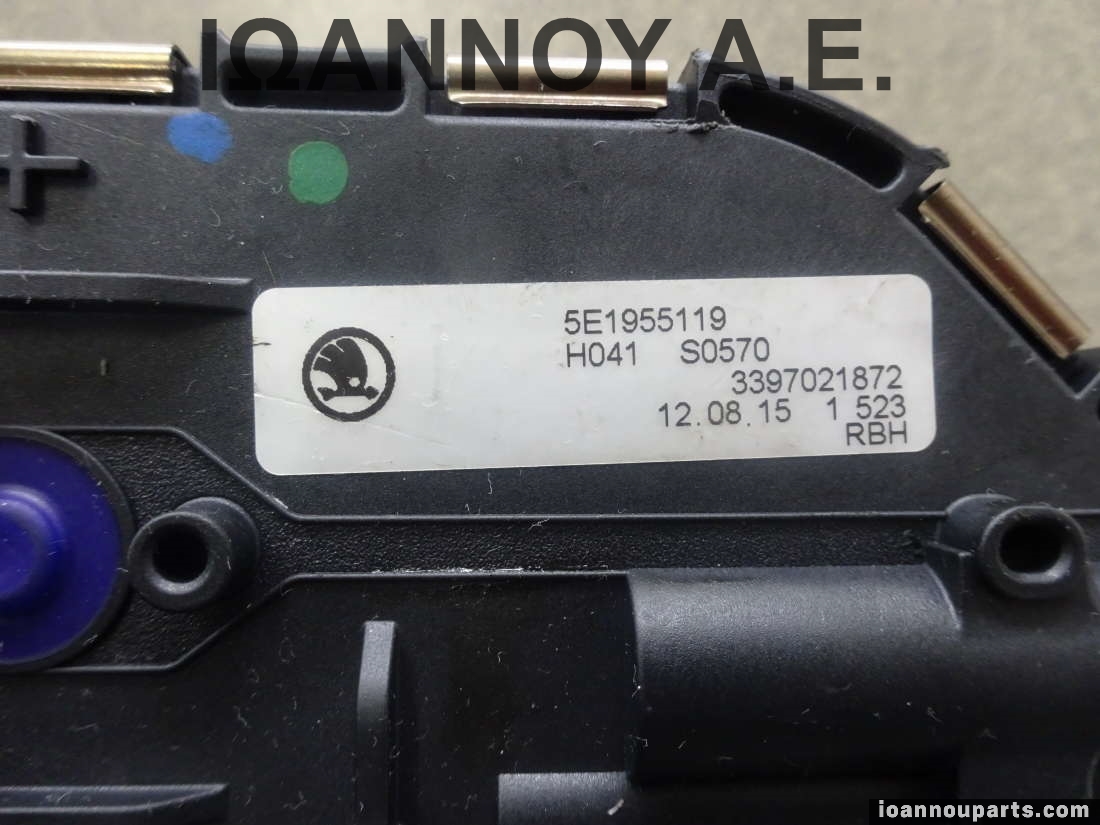 ΙΩΑΝΝΟΥ Α.Ε.
5E1955119
H041 S0570
3397021872
12.08.15 1 523
RBH
ioannouparts.com